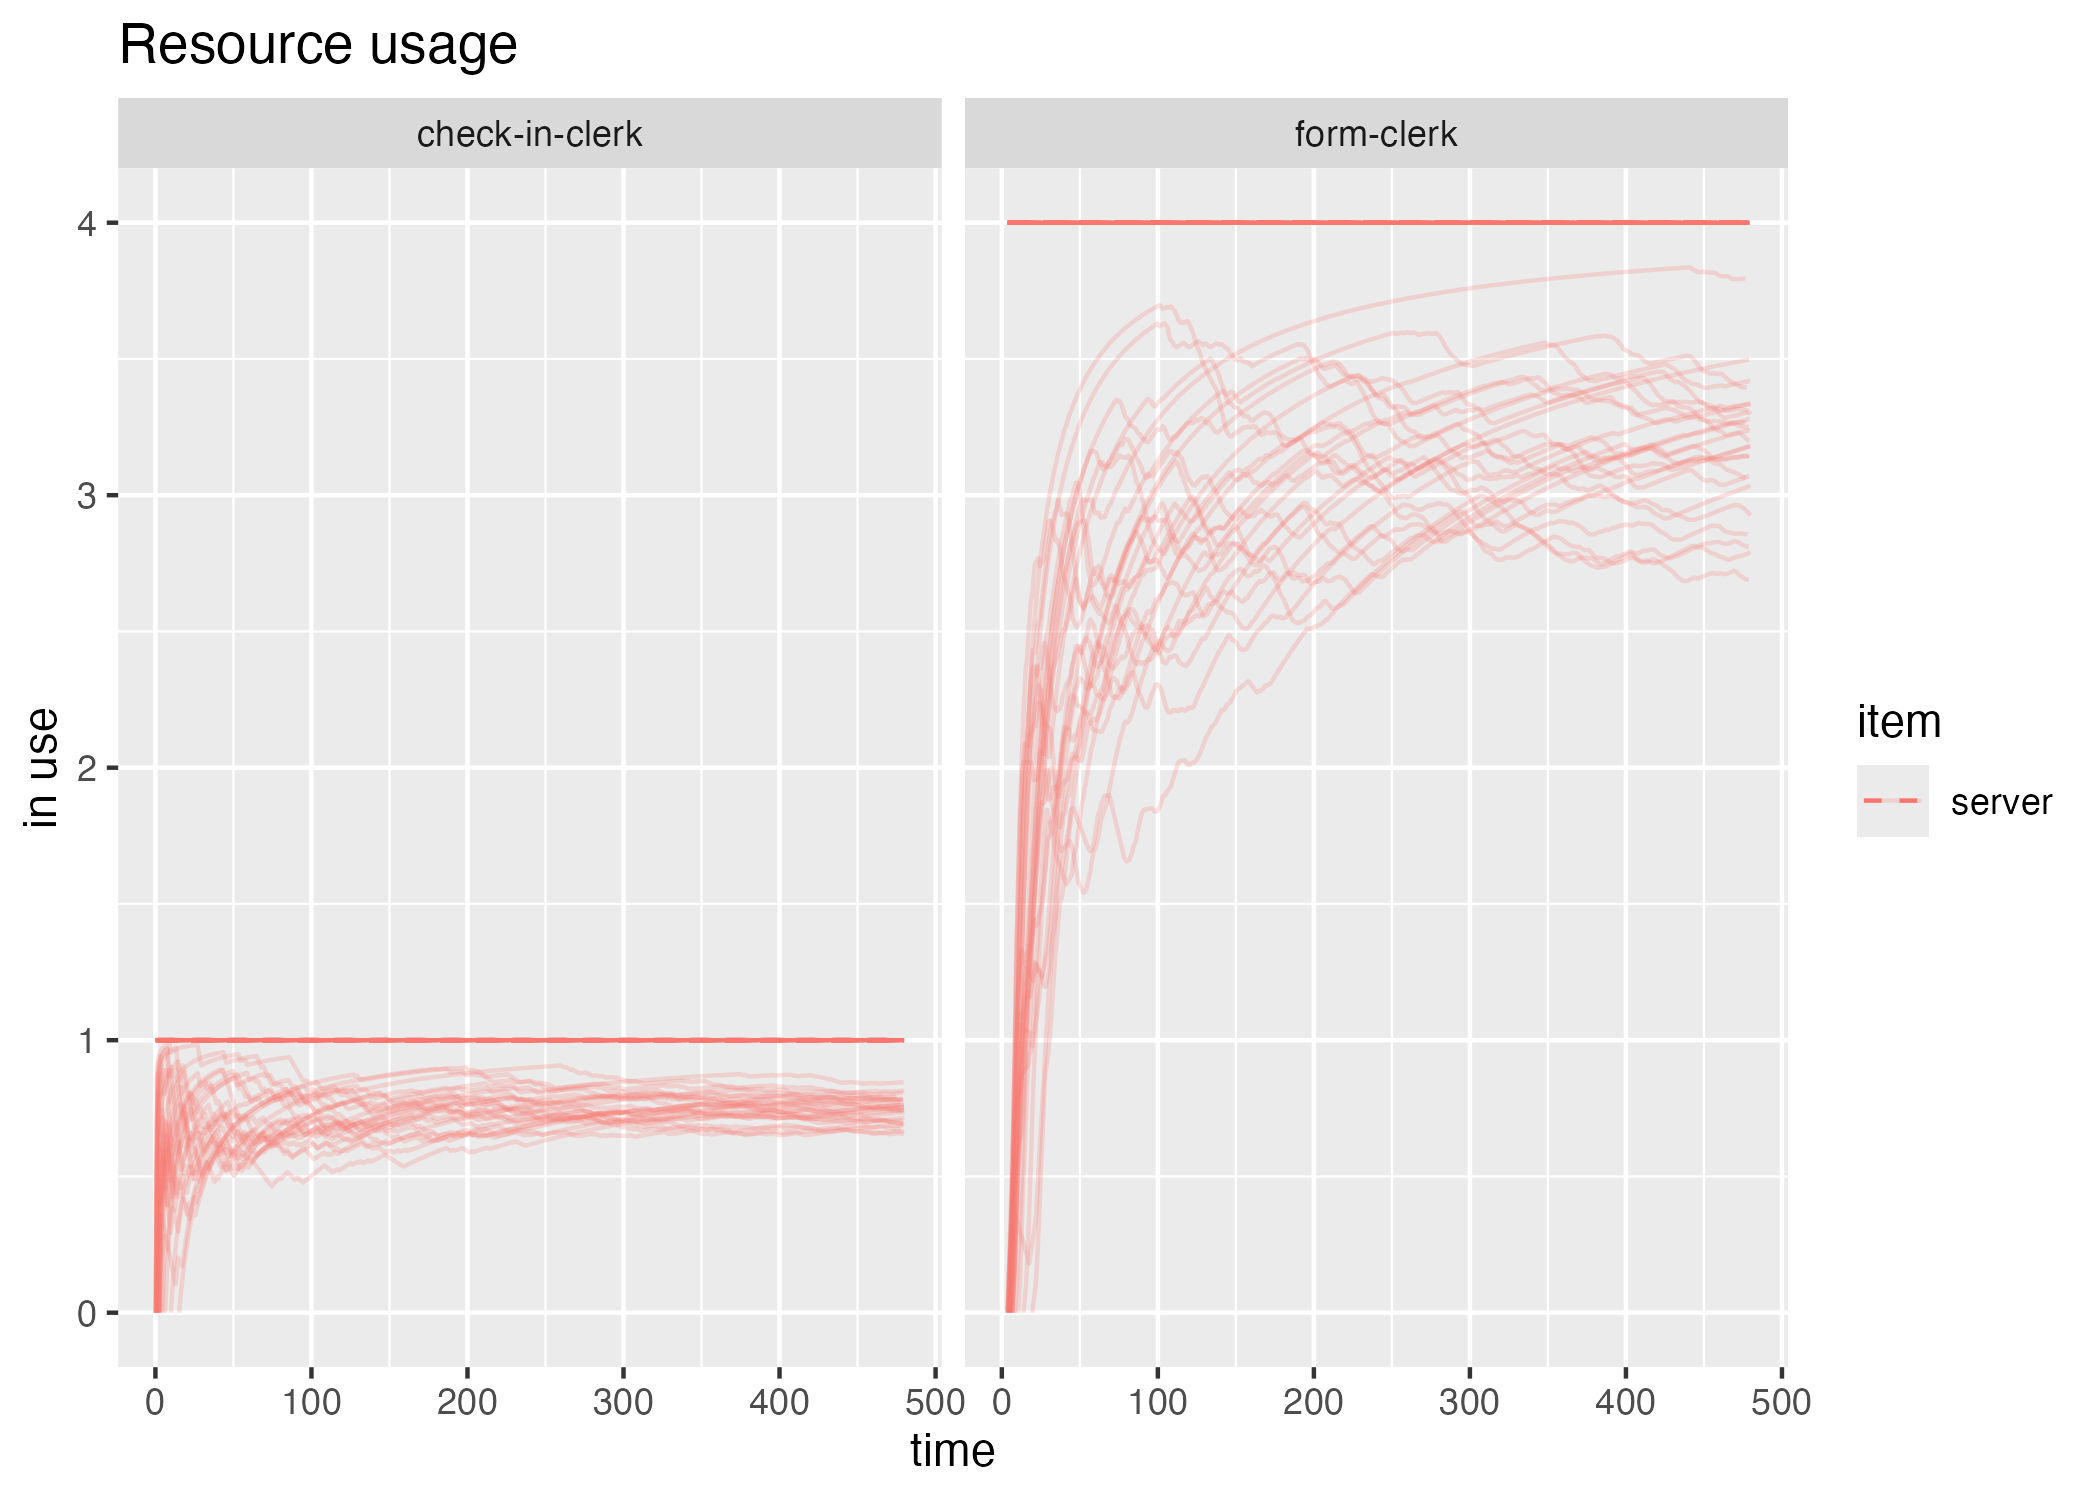 Resource usage
check-in-clerk form-clerk
4
3
2
1
0
in use
0 100 200 300 400 500 0 100 200 300 400 500
time
item
server